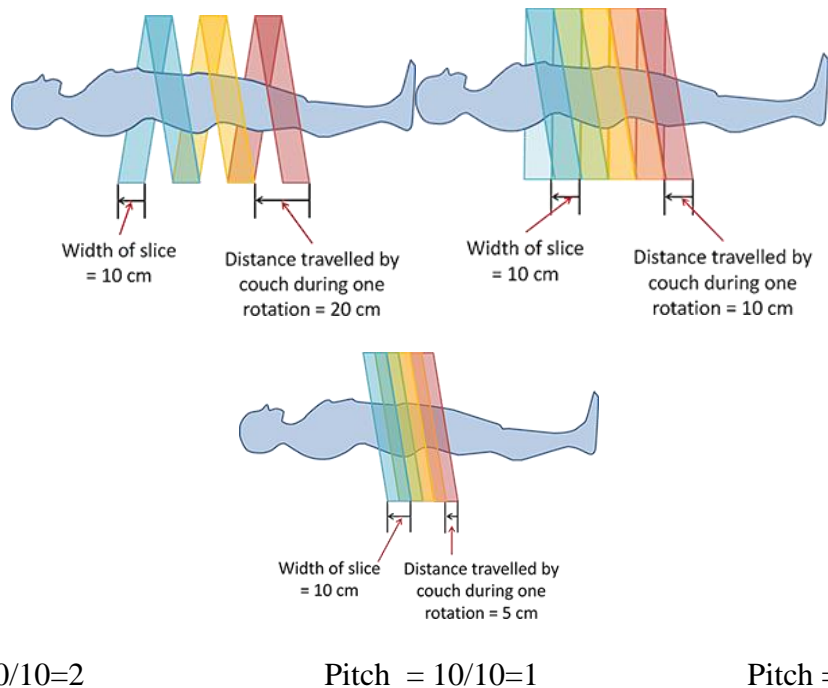 Width of slice
= 10 cm
Distance travelled by
couch during one
rotation = 20 cm
Width of slice
= 10 cm
Distance travelled by
couch during one
rotation = 10 cm
Width of slice
= 10 cm
Distance travelled by
couch during one
rotation = 5 cm
0/10=2 Pitch = 10/10=1 Pitch =